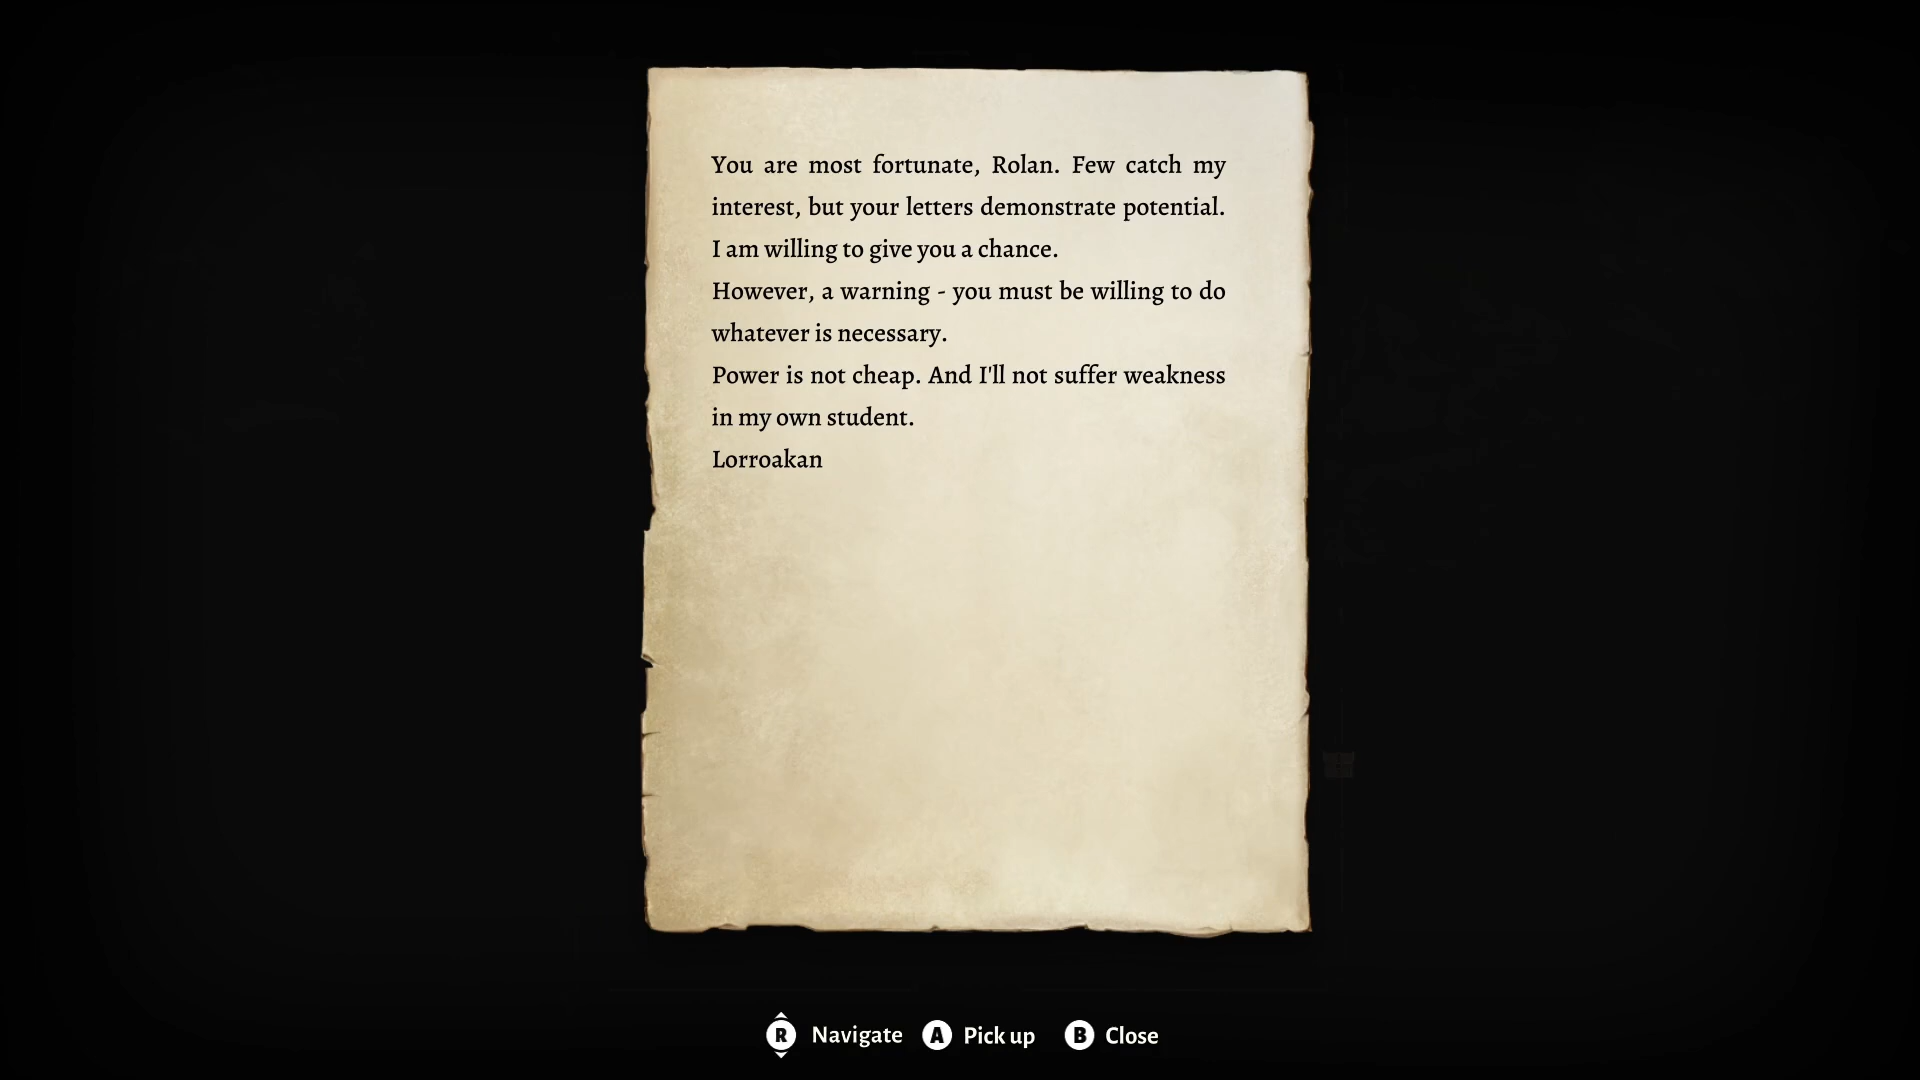 You are most fortunate, Rolan. Few catch my
interest, but your letters demonstrate potential.
I am willing to give you a chance.
However, a warning - you must be willing to do
whatever is necessary.
Power is not cheap. And I'll not suffer weakness
in my own student.
Lorroakan
R Navigate A Pick up B Close